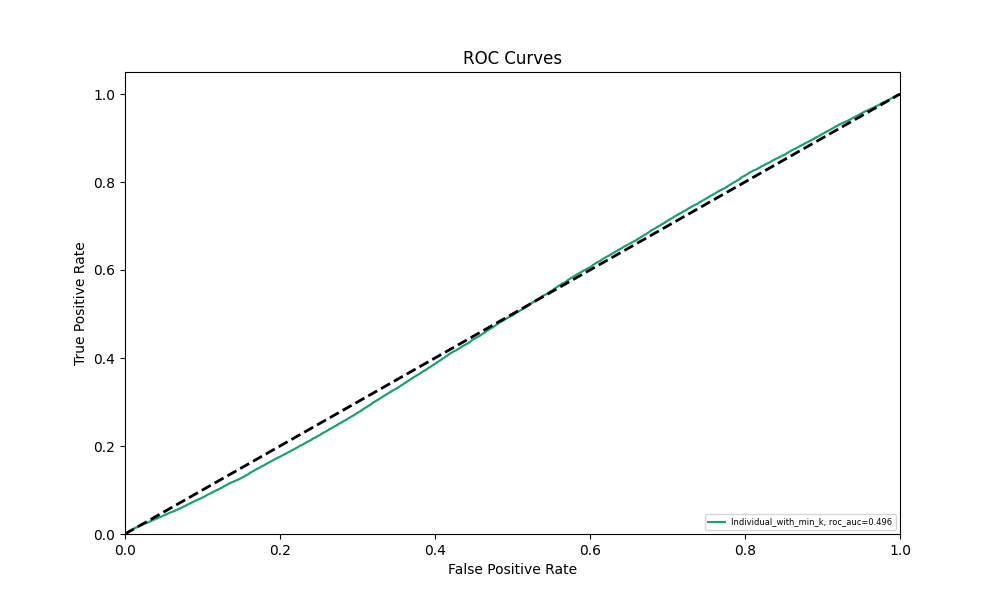 ROC Curves
True Positive Rate
1.0
0.8
0.6
0.4
0.2
0.0
0.0 0.2 0.4 0.6 0.8 1.0
False Positive Rate
Individual_with_min_k, roc_auc=0.496